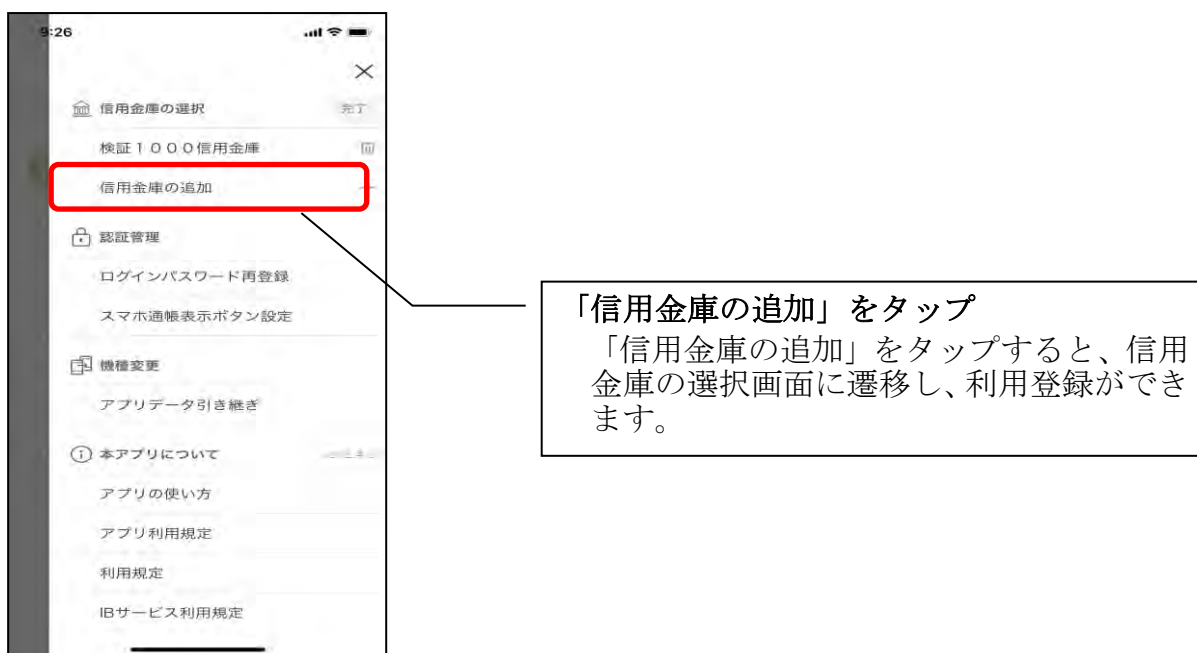 9:26
信用金庫の選択 完了
検証１０００信用金庫
信用金庫の追加
認証管理
ログインパスワード再登録
スマホ通帳表示ボタン設定
機種変更
アプリデータ引き継ぎ
本アプリについて
アプリの使い方
アプリ利用規定
利用規定
IBサービス利用規定
「信用金庫の追加」をタップ
「信用金庫の追加」をタップすると、信用
金庫の選択画面に遷移し、利用登録ができ
ます。